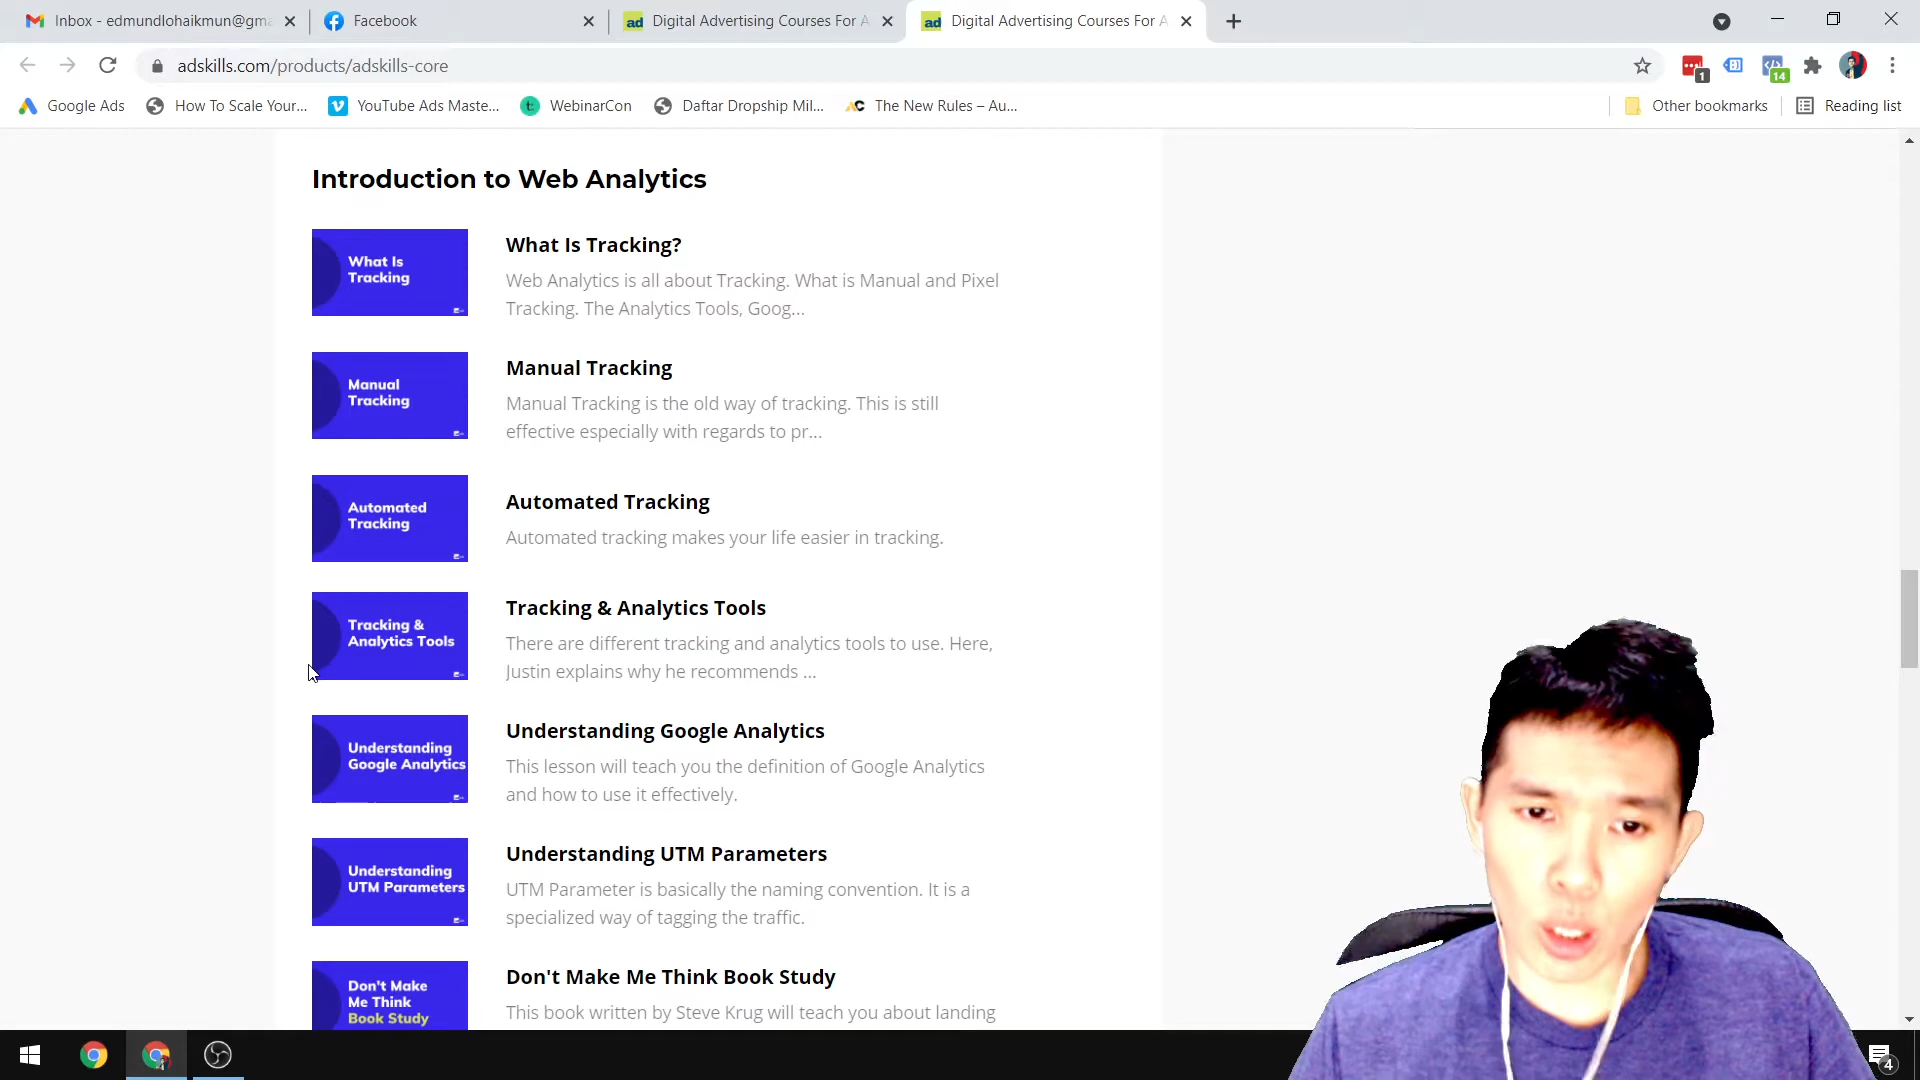 Inbox - edmundlohaikmun@gma
Facebook
Digital Advertising Courses For A
Digital Advertising Courses For A
adskills.com/products/adskills-core
1
14
Google Ads
How To Scale Your...
YouTube Ads Maste...
WebinarCon
Daftar Dropship Mil...
The New Rules – Au...
Other bookmarks
Reading list
Introduction to Web Analytics
What Is
Tracking
What Is Tracking?
Web Analytics is all about Tracking. What is Manual and Pixel
Tracking. The Analytics Tools, Goog...
Manual
Tracking
Manual Tracking
Manual Tracking is the old way of tracking. This is still
effective especially with regards to pr...
Automated
Tracking
Automated Tracking
Automated tracking makes your life easier in tracking.
Tracking &
Analytics Tools
Tracking & Analytics Tools
There are different tracking and analytics tools to use. Here,
Justin explains why he recommends ...
Understanding
Google Analytics
Understanding Google Analytics
This lesson will teach you the definition of Google Analytics
and how to use it effectively.
Understanding
UTM Parameters
Understanding UTM Parameters
UTM Parameter is basically the naming convention. It is a
specialized way of tagging the traffic.
Don't Make
Me Think
Book Study
Don't Make Me Think Book Study
This book written by Steve Krug will teach you about landing
4